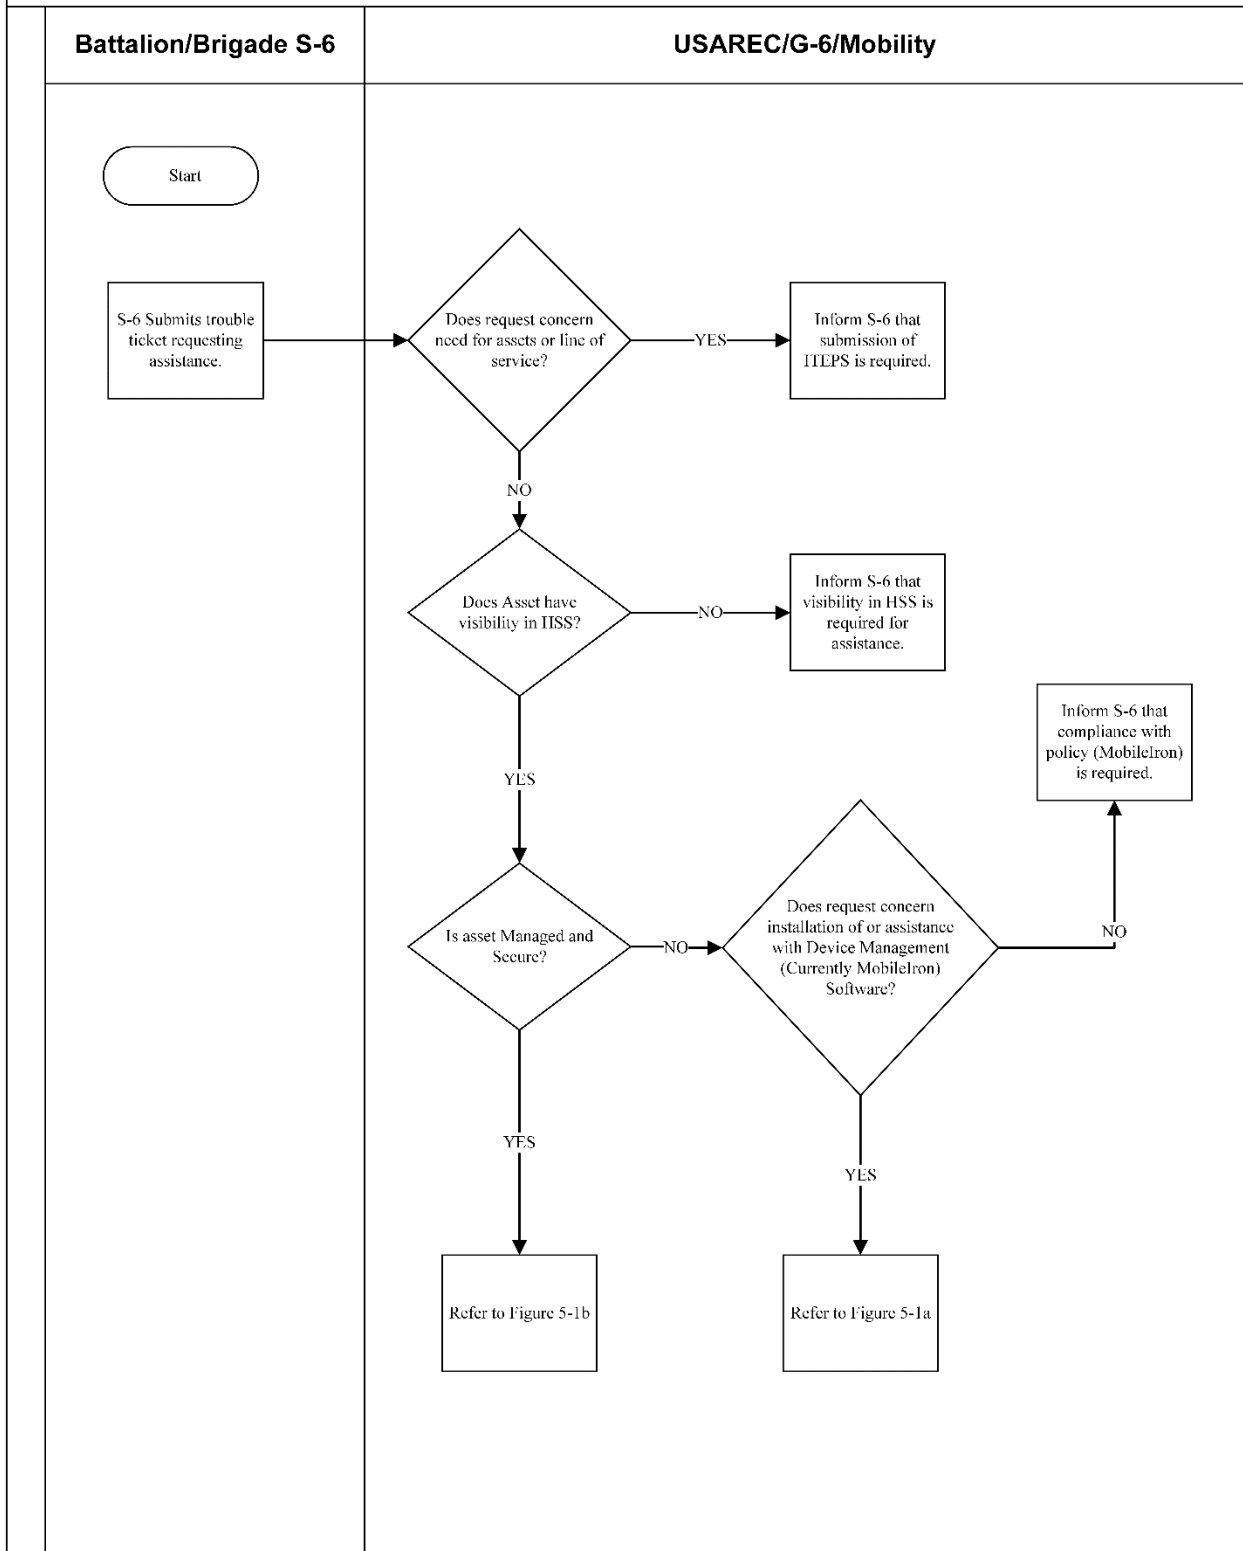 Battalion/Brigade S-6
USAREC/G-6/Mobility
Start
S-6 Submits trouble
ticket requesting
assistance.
Does request concern
need for assets or line of
service?
YES
Inform S-6 that
submission of
ITEPS is required.
NO
Does Asset have
visibility in HSS?
NO
Inform S-6 that
visibility in HSS is
required for
assistance.
YES
Inform S-6 that
compliance with
policy (MobileIron)
is required.
Is asset Managed and
Secure?
NO
Does request concern
installation of or assistance
with Device Management
(Currently MobileIron)
Software?
NO
YES
YES
Refer to Figure 5-1b
Refer to Figure 5-1a